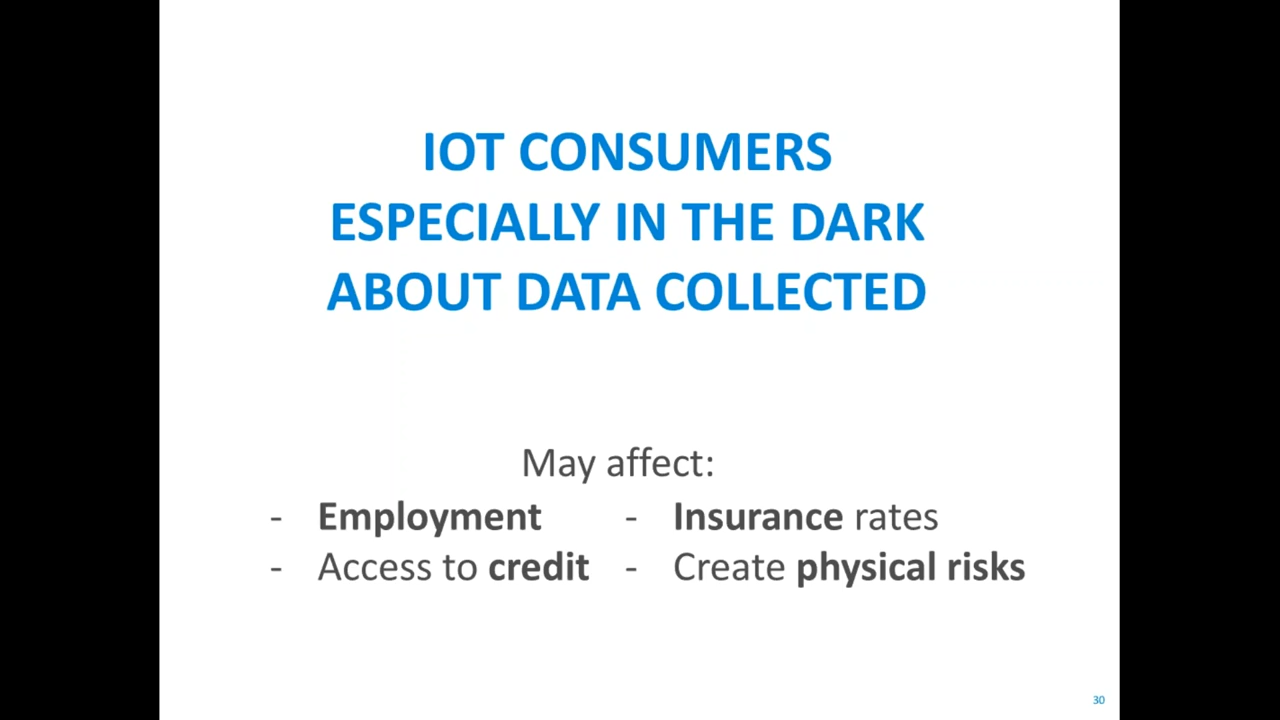 IOT CONSUMERS
ESPECIALLY IN THE DARK
ABOUT DATA COLLECTED
May affect:
- Employment
- Access to credit
- Insurance rates
- Create physical risks
30